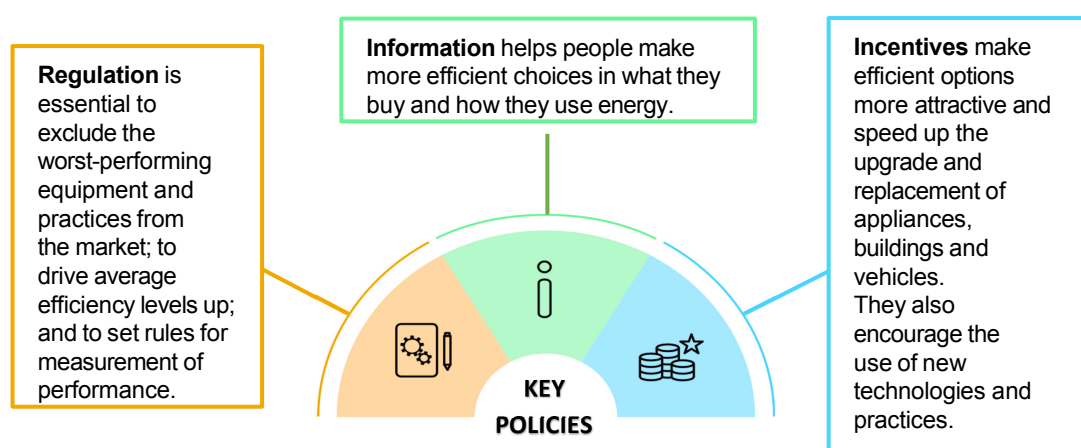 Regulation is
essential to
exclude the
worst-performing
equipment and
practices from
the market; to
drive average
efficiency levels up;
and to set rules for
measurement of
performance.
Information helps people make
more efficient choices in what they
buy and how they use energy.
Incentives make
efficient options
more attractive and
speed up the
upgrade and
replacement of
appliances,
buildings and
vehicles.
They also
encourage the
use of new
technologies and
practices.
KEY
POLICIES